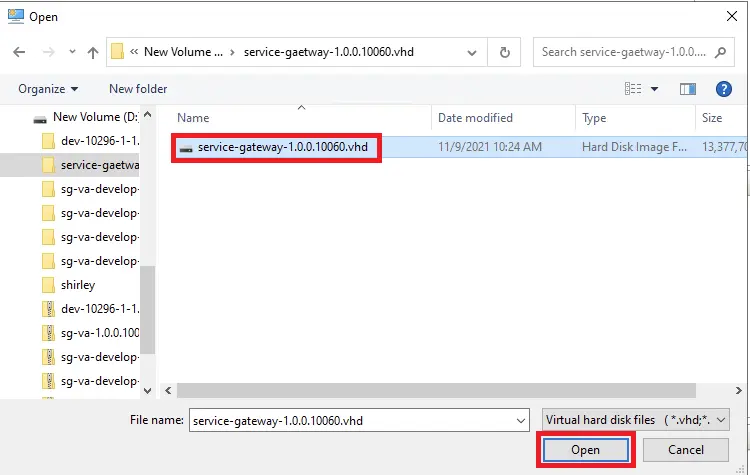 Open
New Volume ... service-gaetway-1.0.0.10060.vhd
Search service-gaetway-1.0.0....
Organize
New folder
Name
Date modified
Type
Size
New Volume (D:
dev-10296-1-1.
service-gaetwa
sg-va-develop-
sg-va-develop-
sg-va-develop-
sg-va-develop-
shirley
dev-10296-1-1.
sg-va-1.0.0.100
sg-va-develop-
sg-va-develop-
sg-va-develop-
service-gateway-1.0.0.10060.vhd
11/9/2021 10:24 AM
Hard Disk Image F...
13,377,70
File name:
service-gateway-1.0.0.10060.vhd
Virtual hard disk files ( *.vhd;*.
Open
Cancel